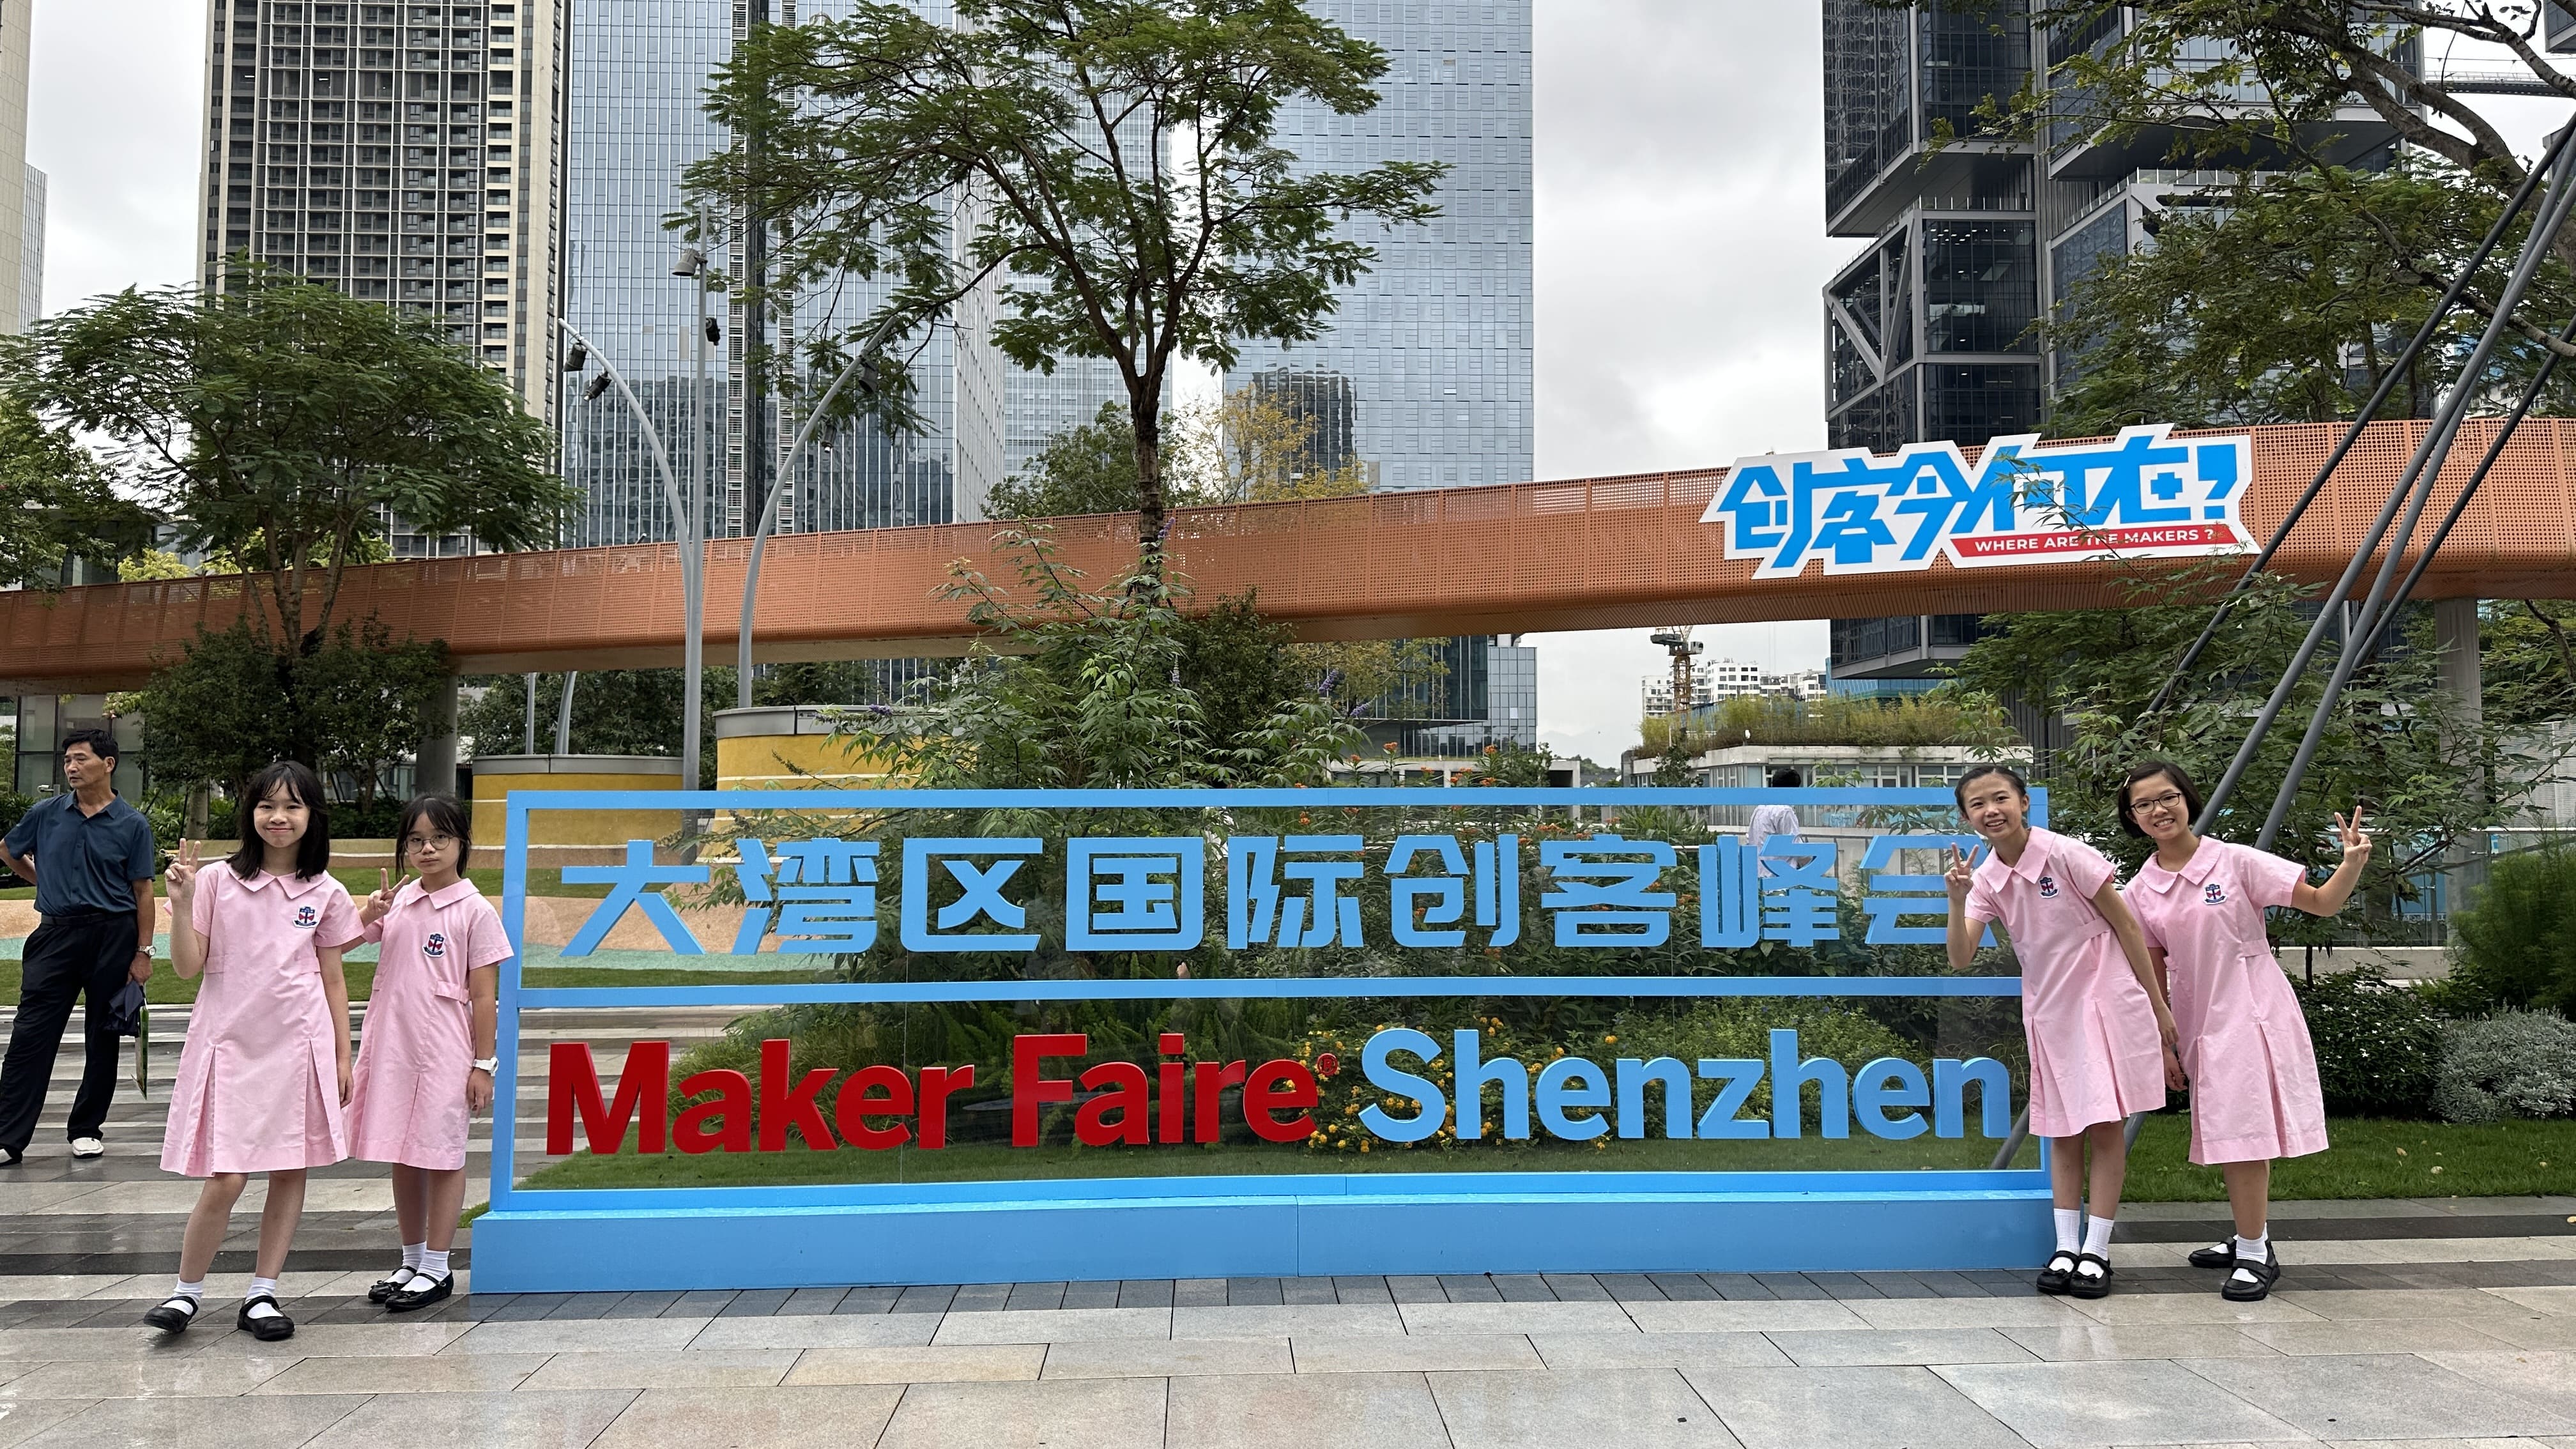 创客今何在?!
WHERE ARE THE MAKERS ?
大湾区国际创客峰会
Maker Faire® Shenzhen